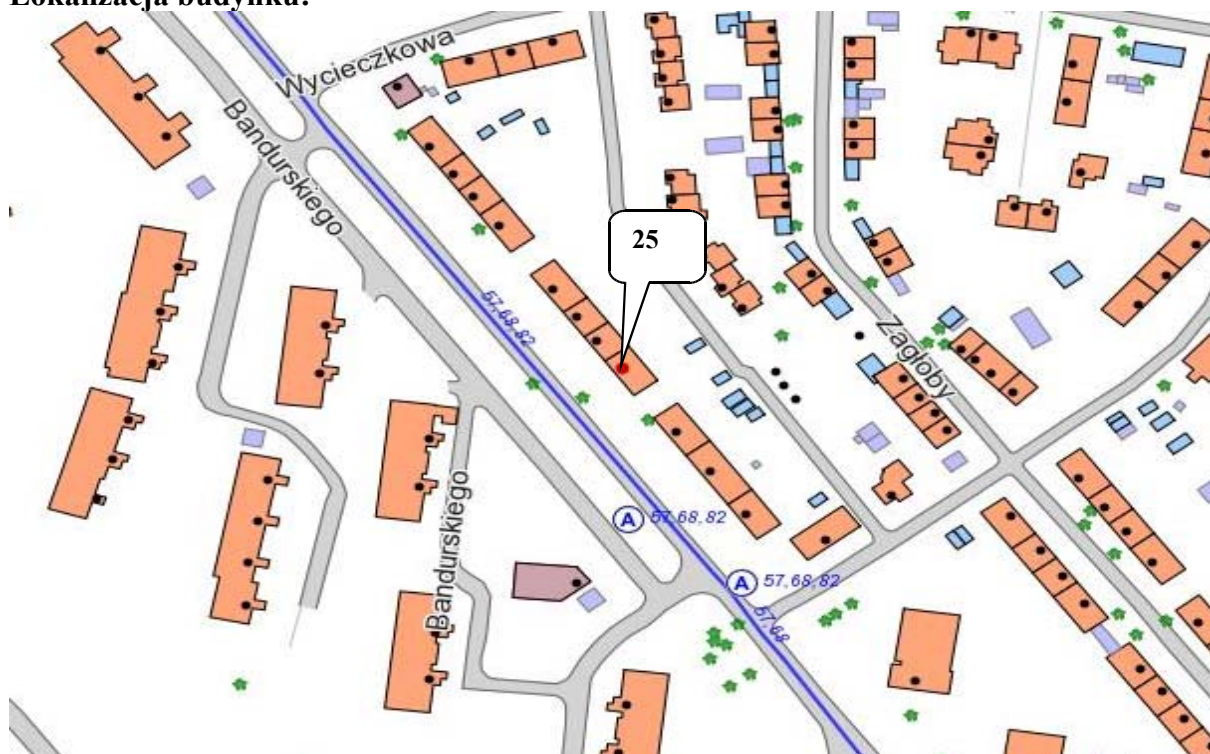 Lokalizacja budynku:
Wycieczkowa
Bandurskiego
25
57,68,82
Zagłoby
Bandurskiego
A 57,68,82
A 57,68,82
57,68